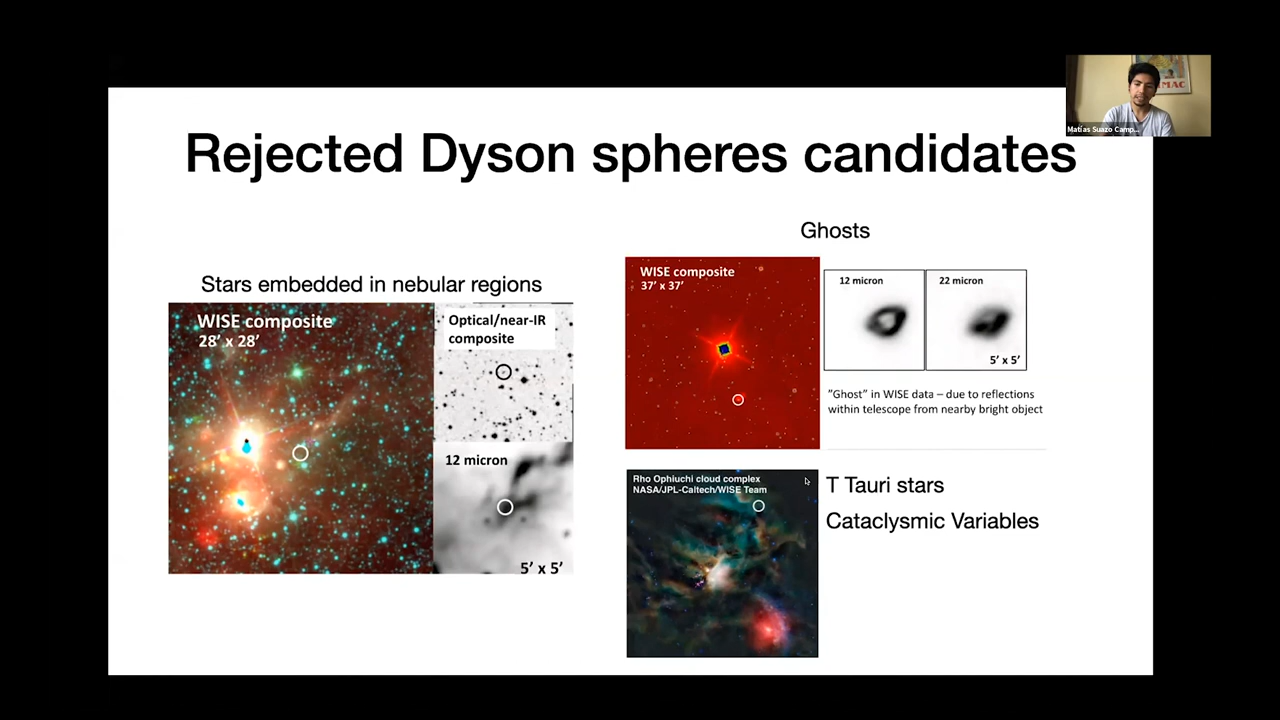 MAC
Matías Suazo Camp...
Rejected Dyson spheres candidates
Stars embedded in nebular regions
WISE composite
28' x 28'
Optical/near-IR
composite
12 micron
5' x 5'
Ghosts
WISE composite
37' x 37'
12 micron
22 micron
5' x 5'
"Ghost" in WISE data – due to reflections
within telescope from nearby bright object
Rho Ophiuchi cloud complex
NASA/JPL-Caltech/WISE Team
T Tauri stars
Cataclysmic Variables